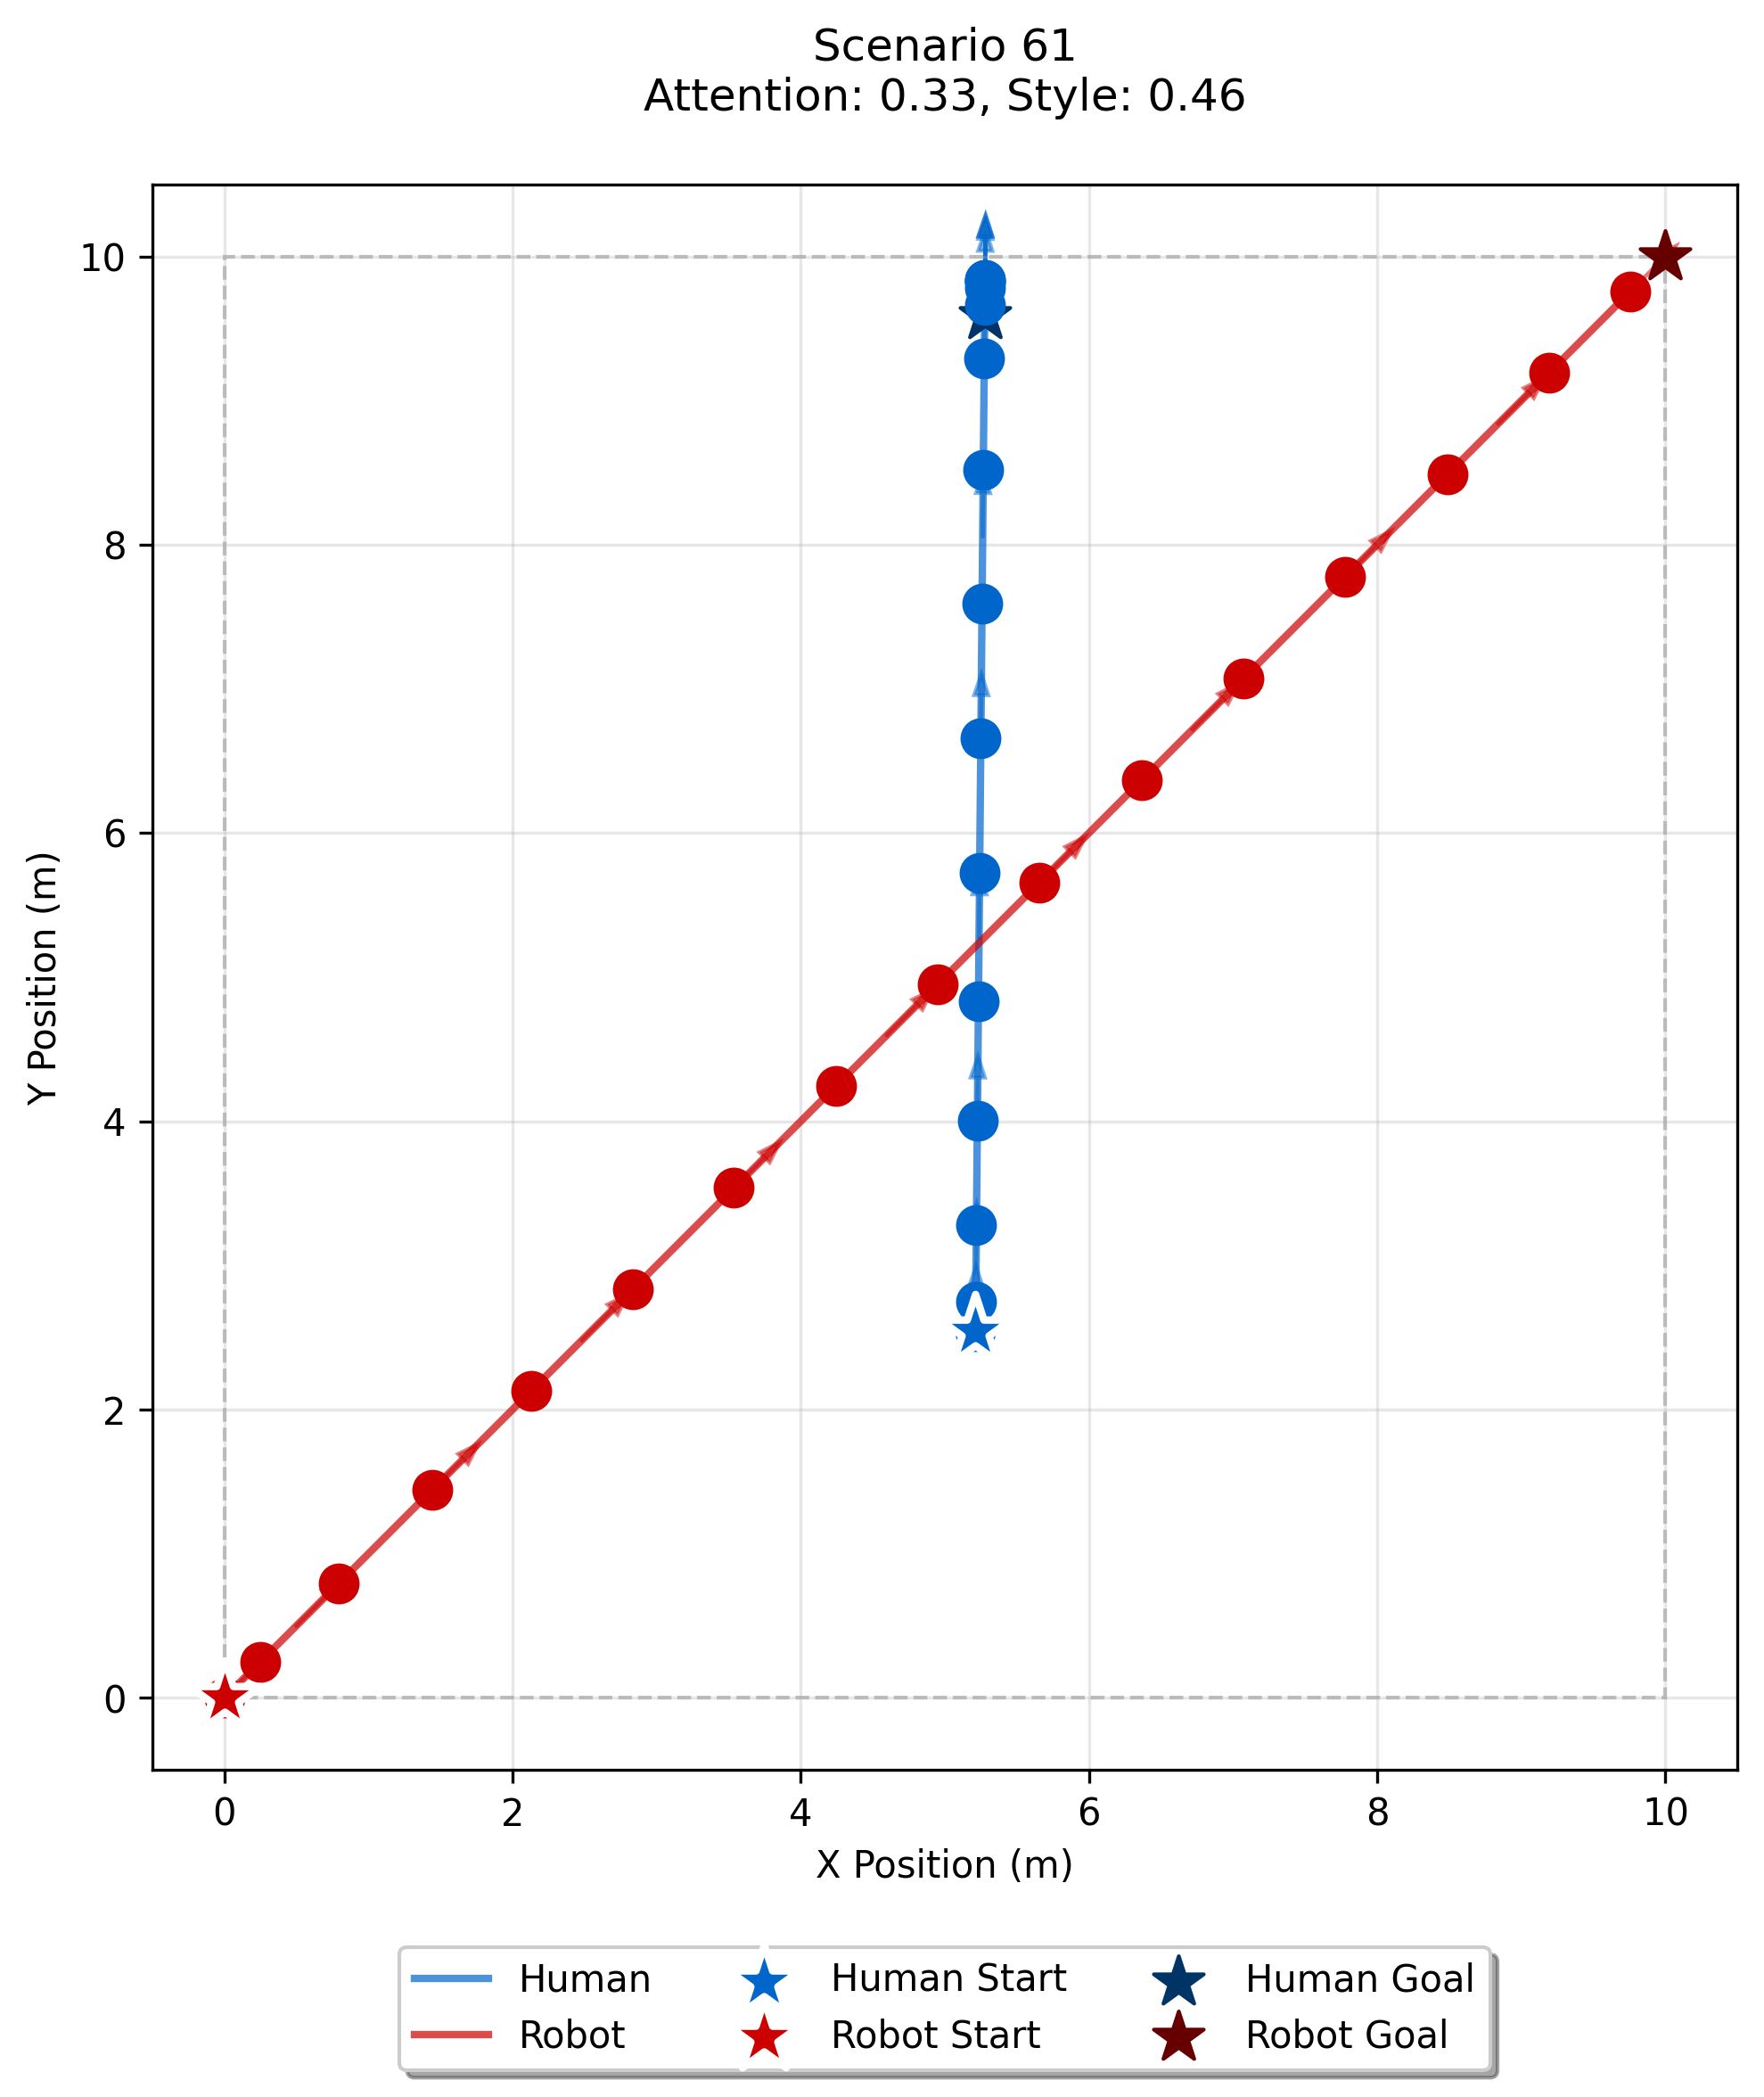 Scenario 61
Attention: 0.33, Style: 0.46
10
8
6
4
2
0
Y Position (m)
0 2 4 6 8 10
X Position (m)
Human
Human Start
Human Goal
Robot
Robot Start
Robot Goal